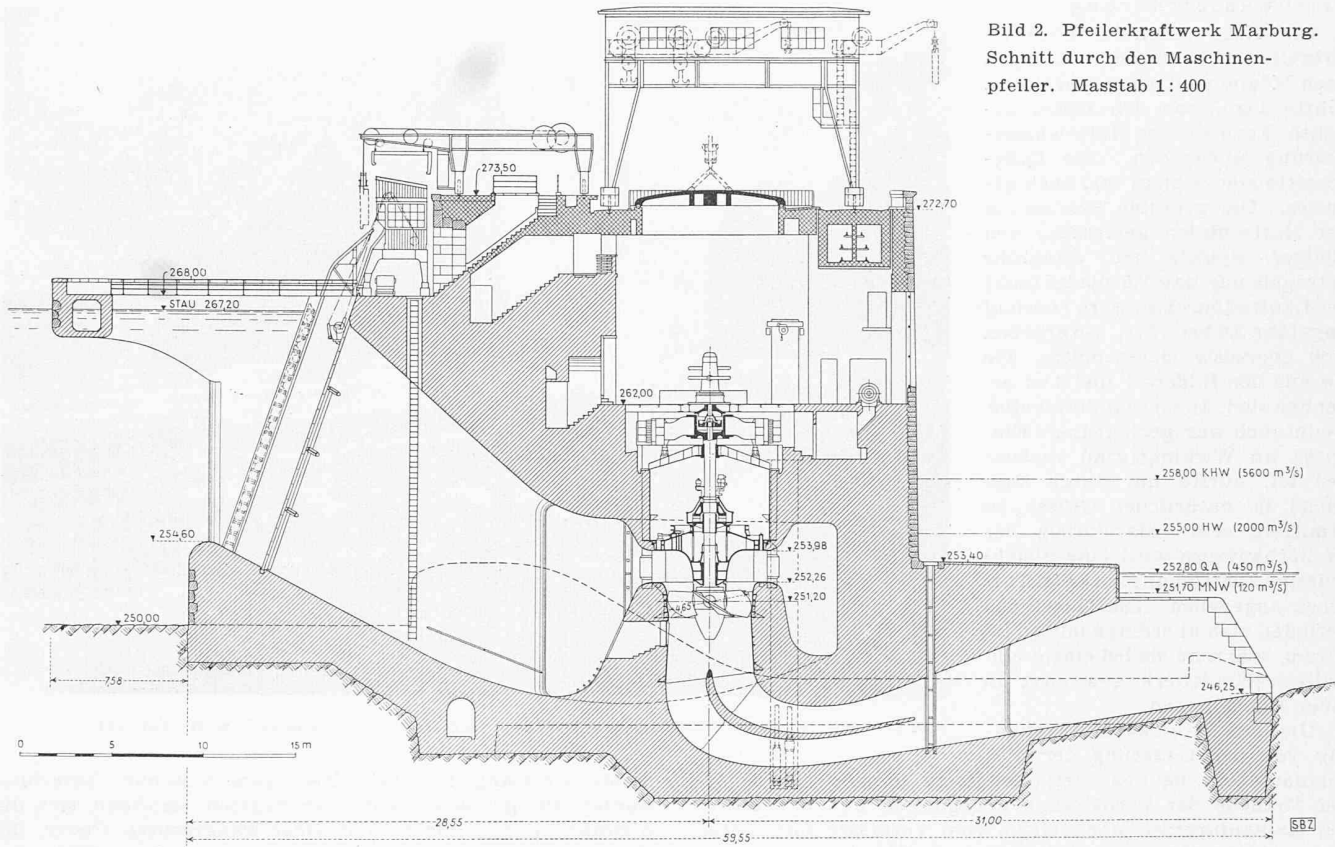 Bild 2. Pfeilerkraftwerk Marburg.
Schnitt durch den Maschinen-
pfeiler. Masstab 1 : 400
273,50
272,70
268,00
STAU 267,20
262,00
258,00 KHW (5600 m³/s)
255,00 HW (2000 m³/s)
254,60
253,98
253,40
252,80 QA (450 m³/s)
252,26
251,70 MNW (120 m³/s)
251,20
465
250,00
758
246,25
0 5 10 15 m
28,55
31,00
59,55
SBZ